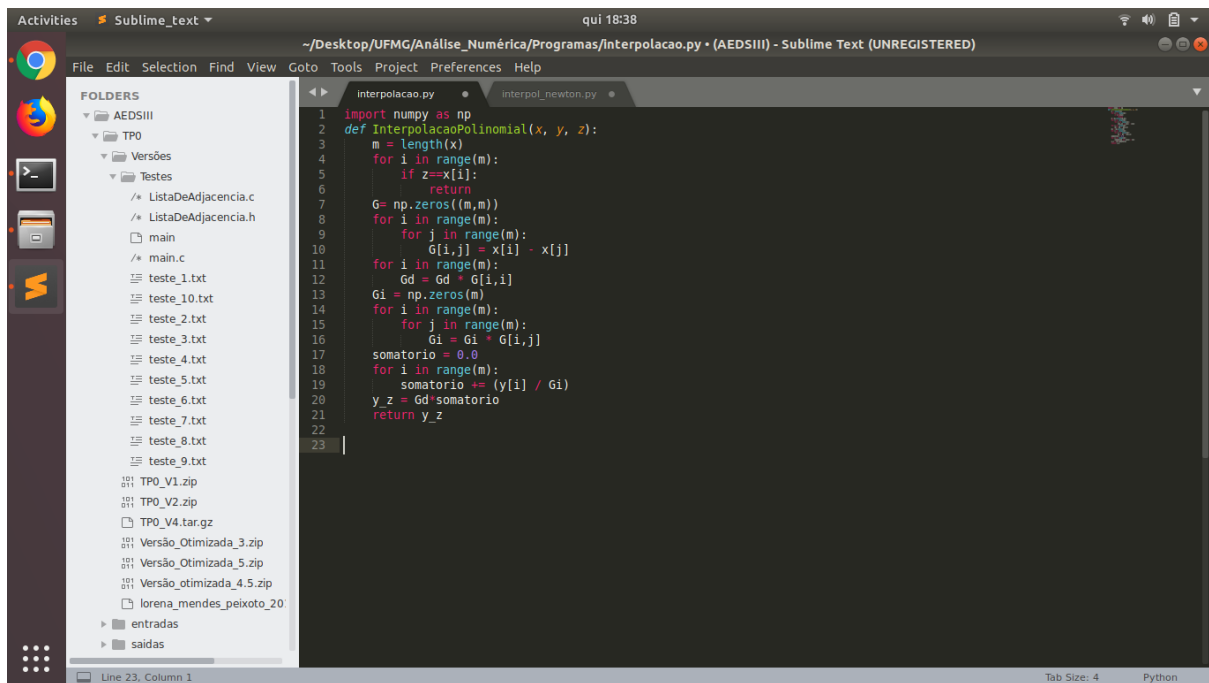 Activities Sublime_text qui 18:38
~/Desktop/UFMG/Análise_Numérica/Programas/interpolacao.py • (AEDSIII) - Sublime Text (UNREGISTERED)
File Edit Selection Find View Goto Tools Project Preferences Help
FOLDERS
AEDSIII
TP0
Versões
Testes
/* ListaDeAdjacencia.c
/* ListaDeAdjacencia.h
main
/* main.c
teste_1.txt
teste_10.txt
teste_2.txt
teste_3.txt
teste_4.txt
teste_5.txt
teste_6.txt
teste_7.txt
teste_8.txt
teste_9.txt
TP0_V1.zip
TP0_V2.zip
TP0_V4.tar.gz
Versão_Otimizada_3.zip
Versão_Otimizada_5.zip
Versão_otimizada_4.5.zip
lorena_mendes_peixoto_20
entradas
saidas
interpolacao.py interpol_newton.py
1 import numpy as np
2 def InterpolacaoPolinomial(x, y, z):
3     m = length(x)
4     for i in range(m):
5         if z==x[i]:
6             return
7     G= np.zeros((m,m))
8     for i in range(m):
9         for j in range(m):
10             G[i,j] = x[i] - x[j]
11     for i in range(m):
12         Gd = Gd * G[i,i]
13     Gi = np.zeros(m)
14     for i in range(m):
15         for j in range(m):
16             Gi = Gi * G[i,j]
17     somatorio = 0.0
18     for i in range(m):
19         somatorio += (y[i] / Gi)
20     y_z = Gd*somatorio
21     return y_z
22
23
Line 23, Column 1 Tab Size: 4 Python